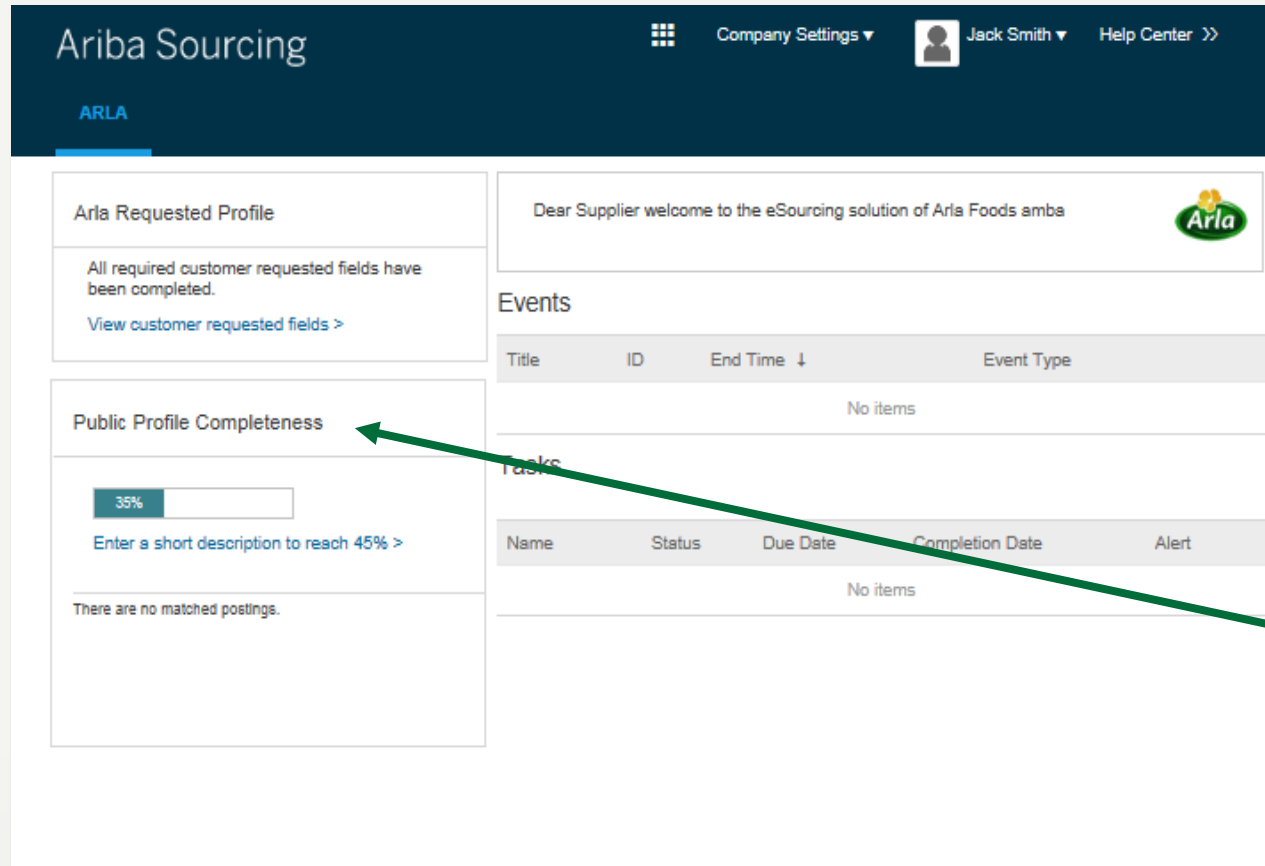 Ariba Sourcing
Company Settings ▾
Jack Smith ▾
Help Center >>
ARLA
Arla Requested Profile
All required customer requested fields have
been completed.
View customer requested fields >
Public Profile Completeness
35%
Enter a short description to reach 45% >
There are no matched postings.
Dear Supplier welcome to the eSourcing solution of Arla Foods amba
Arla
Events
Title ID End Time ↓ Event Type
No items
Tasks
Name Status Due Date Completion Date Alert
No items